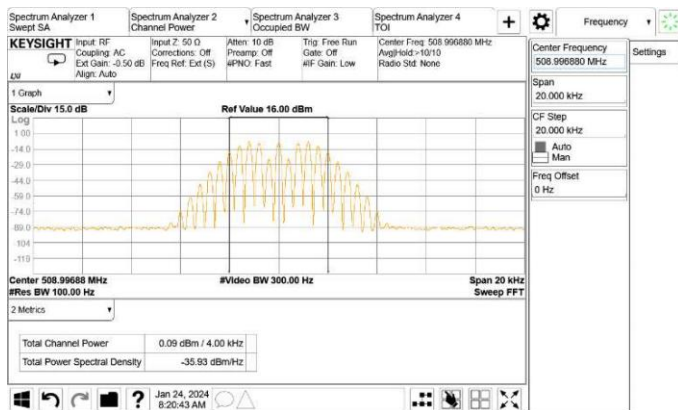 Spectrum Analyzer 1
Swept SA
Spectrum Analyzer 2
Channel Power
Spectrum Analyzer 3
Occupied BW
Spectrum Analyzer 4
TOI
+
Frequency
KEYSIGHT
Input: RF
Coupling: AC
Ext Gain: -0.50 dB
Align: Auto
Input Z: 50 Ω
Corrections: Off
Freq Ref: Ext (S)
Atten: 10 dB
Preamp: Off
#PNO: Fast
Trig: Free Run
Gate: Off
#IF Gain: Low
Center Freq: 508.996880 MHz
Avg|Hold:>10/10
Radio Std: None
Center Frequency
508.996880 MHz
Settings
Span
20.000 kHz
CF Step
20.000 kHz
Auto
Man
Freq Offset
0 Hz
1 Graph
Scale/Div 15.0 dB
Ref Value 16.00 dBm
Log
1.00
-14.0
-29.0
-44.0
-59.0
-74.0
-89.0
-104
-119
Center 508.99688 MHz
#Video BW 300.00 Hz
Span 20 kHz
#Res BW 100.00 Hz
Sweep FFT
2 Metrics
Total Channel Power
0.09 dBm / 4.00 kHz
Total Power Spectral Density
-35.93 dBm/Hz
?
Jan 24, 2024
8:20:43 AM